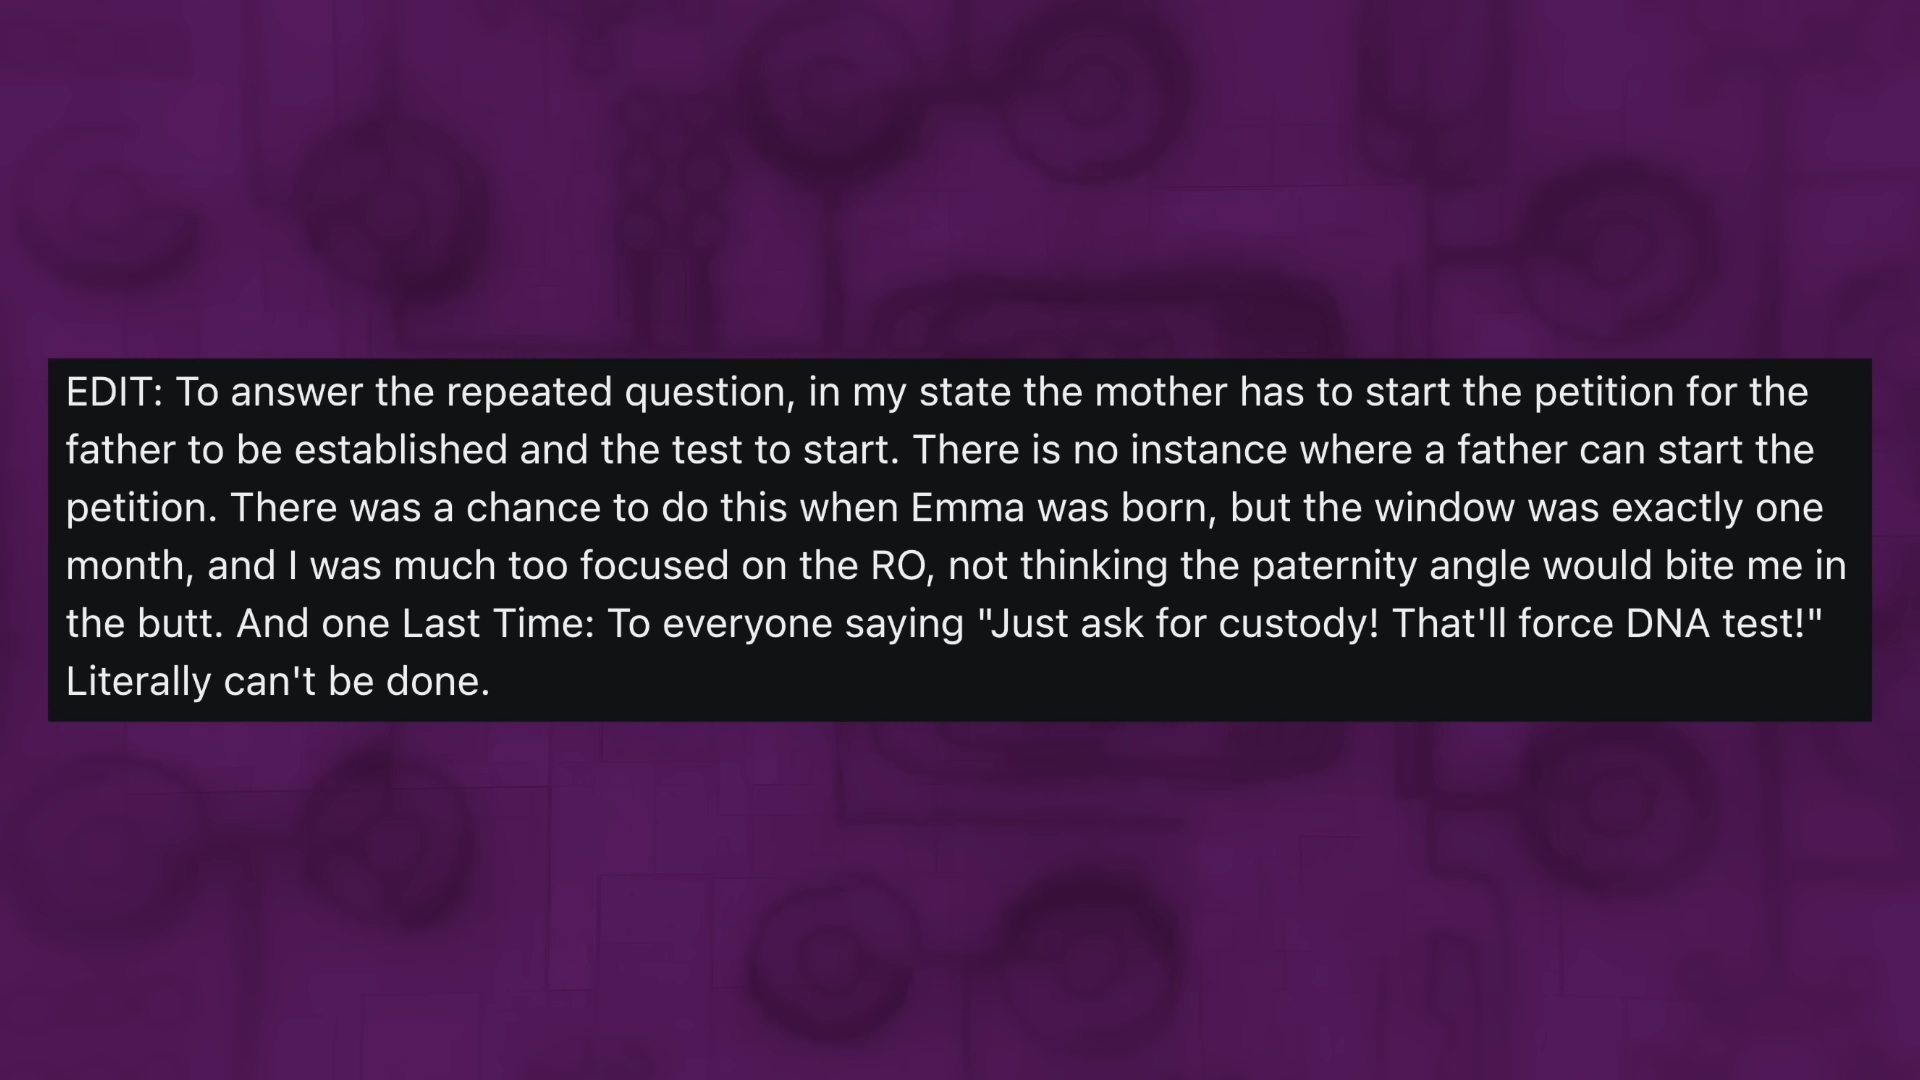 EDIT: To answer the repeated question, in my state the mother has to start the petition for the
father to be established and the test to start. There is no instance where a father can start the
petition. There was a chance to do this when Emma was born, but the window was exactly one
month, and I was much too focused on the RO, not thinking the paternity angle would bite me in
the butt. And one Last Time: To everyone saying "Just ask for custody! That'll force DNA test!"
Literally can't be done.